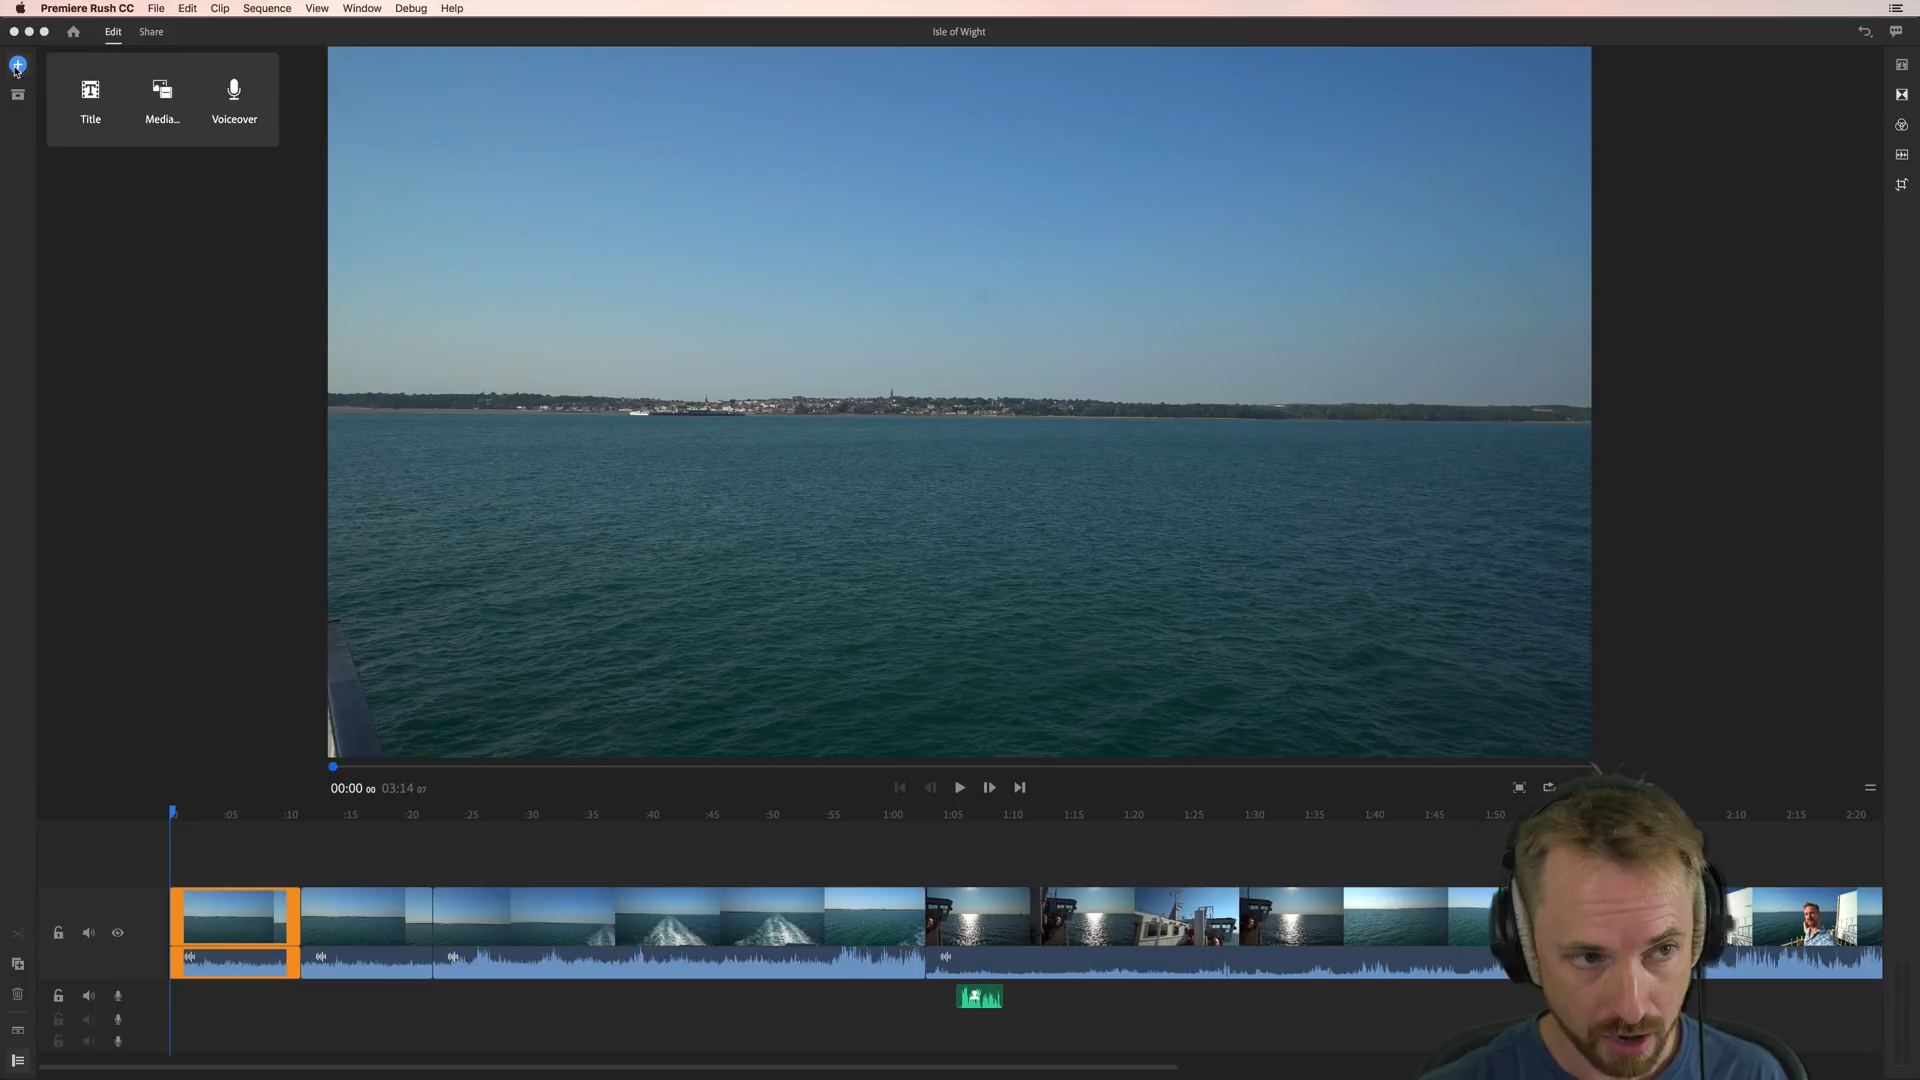 Premiere Rush CC File Edit Clip Sequence View Window Debug Help
Edit Share Isle of Wight
Title Media... Voiceover
00:00 00 03:14 07
:05 :10 :15 :20 :25 :30 :35 :40 :45 :50 :55 1:00 1:05 1:10 1:15 1:20 1:25 1:30 1:35 1:40 1:45 1:50 2:10 2:15 2:20